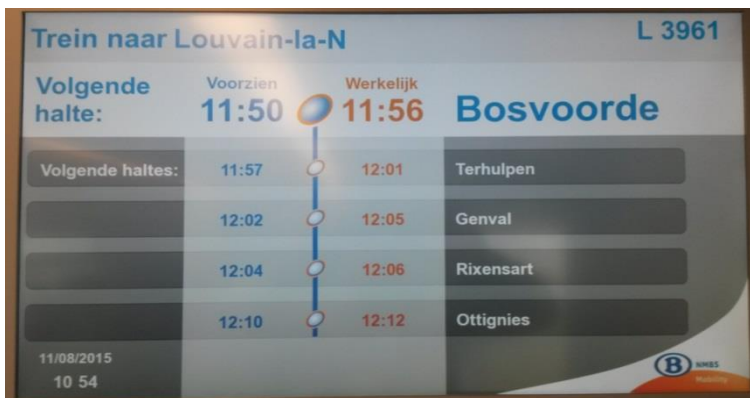 Trein naar Louvain-la-N L 3961
Volgende halte: Voorzien 11:50 Werkelijk 11:56 Bosvoorde
Volgende haltes: 11:57 12:01 Terhulpen
12:02 12:05 Genval
12:04 12:06 Rixensart
12:10 12:12 Ottignies
11/08/2015
10 54
B NMBS
Mobility